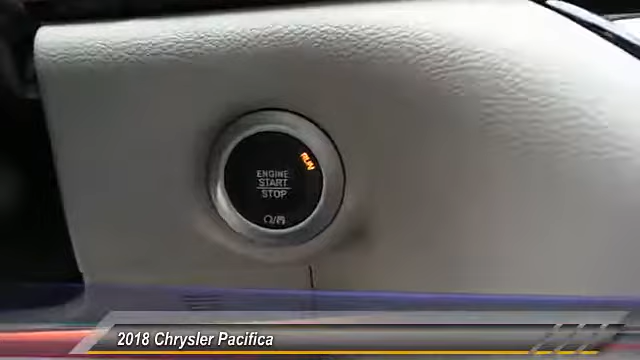 RUN
ENGINE
START
STOP
2018 Chrysler Pacifica